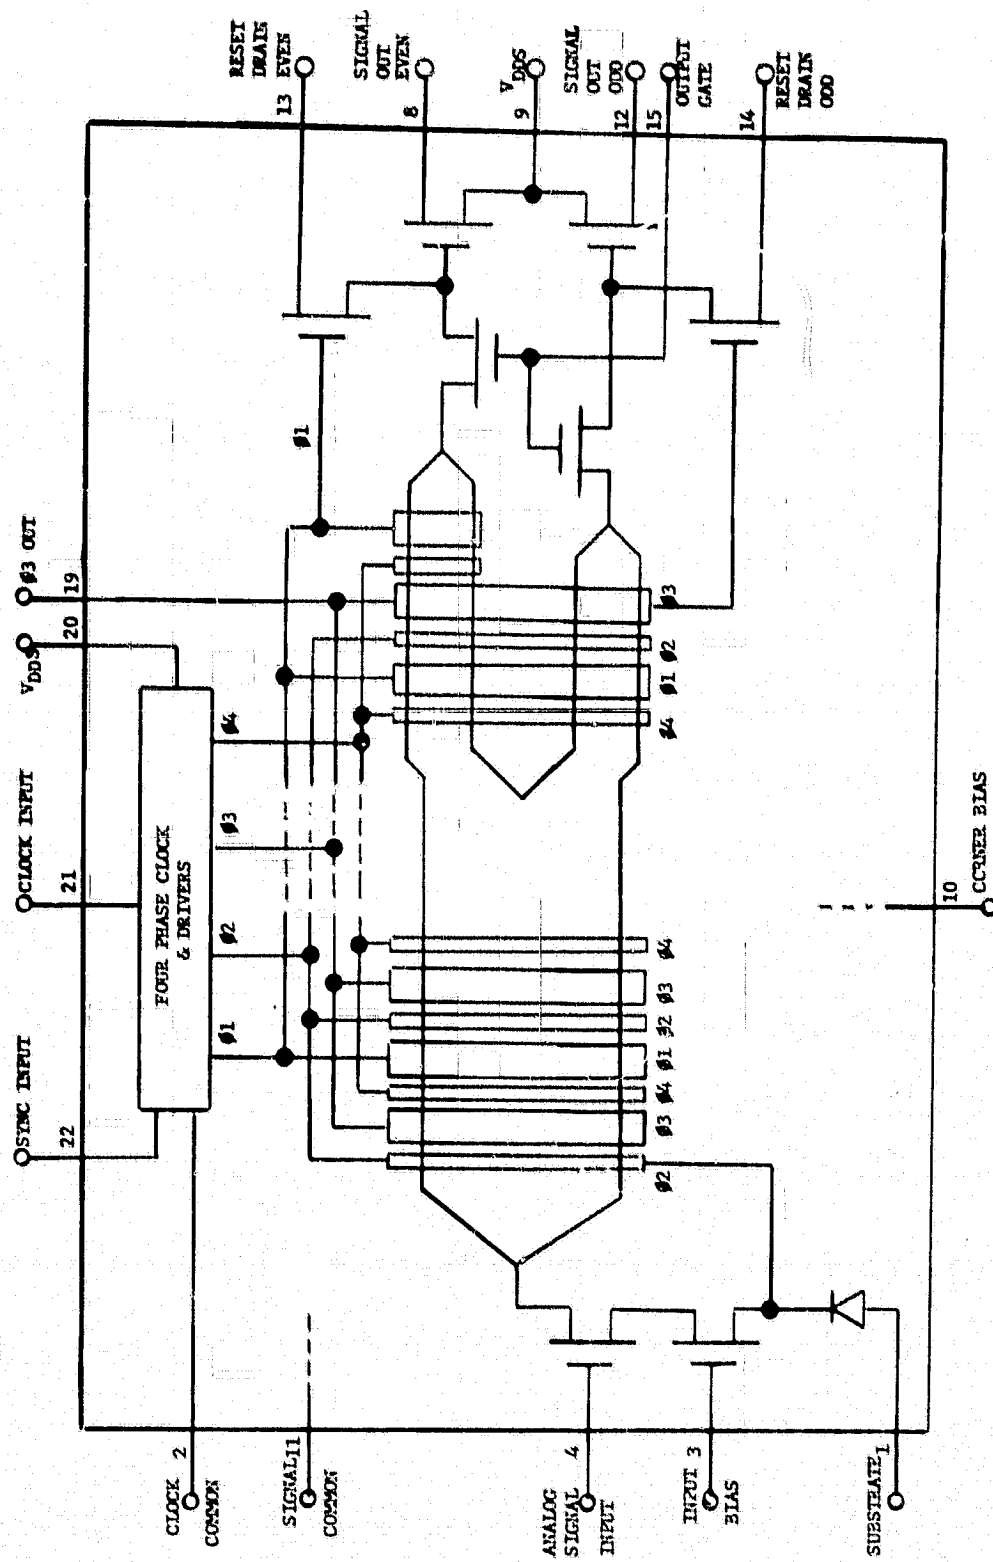 RESET
DRAIN
EVEN
13
SIGNAL
OUT
EVEN
8
VDDS
9
SIGNAL
OUT
ODD
12
OUTPUT
GATE
15
RESET
DRAIN
ODD
14
Ø3 OUT
19
VDDS
20
CLOCK INPUT
21
SYNC INPUT
22
FOUR PHASE CLOCK
& DRIVERS
Ø1
Ø2
Ø3
Ø4
Ø1
Ø2
Ø3
Ø4
Ø1
Ø2
Ø3
Ø4
Ø4
Ø1
Ø2
Ø3
CLOCK
COMMON
2
SIGNAL
COMMON
11
ANALOG
SIGNAL
INPUT
4
INPUT
BIAS
3
SUBSTRATE
1
10
CORNER BIAS